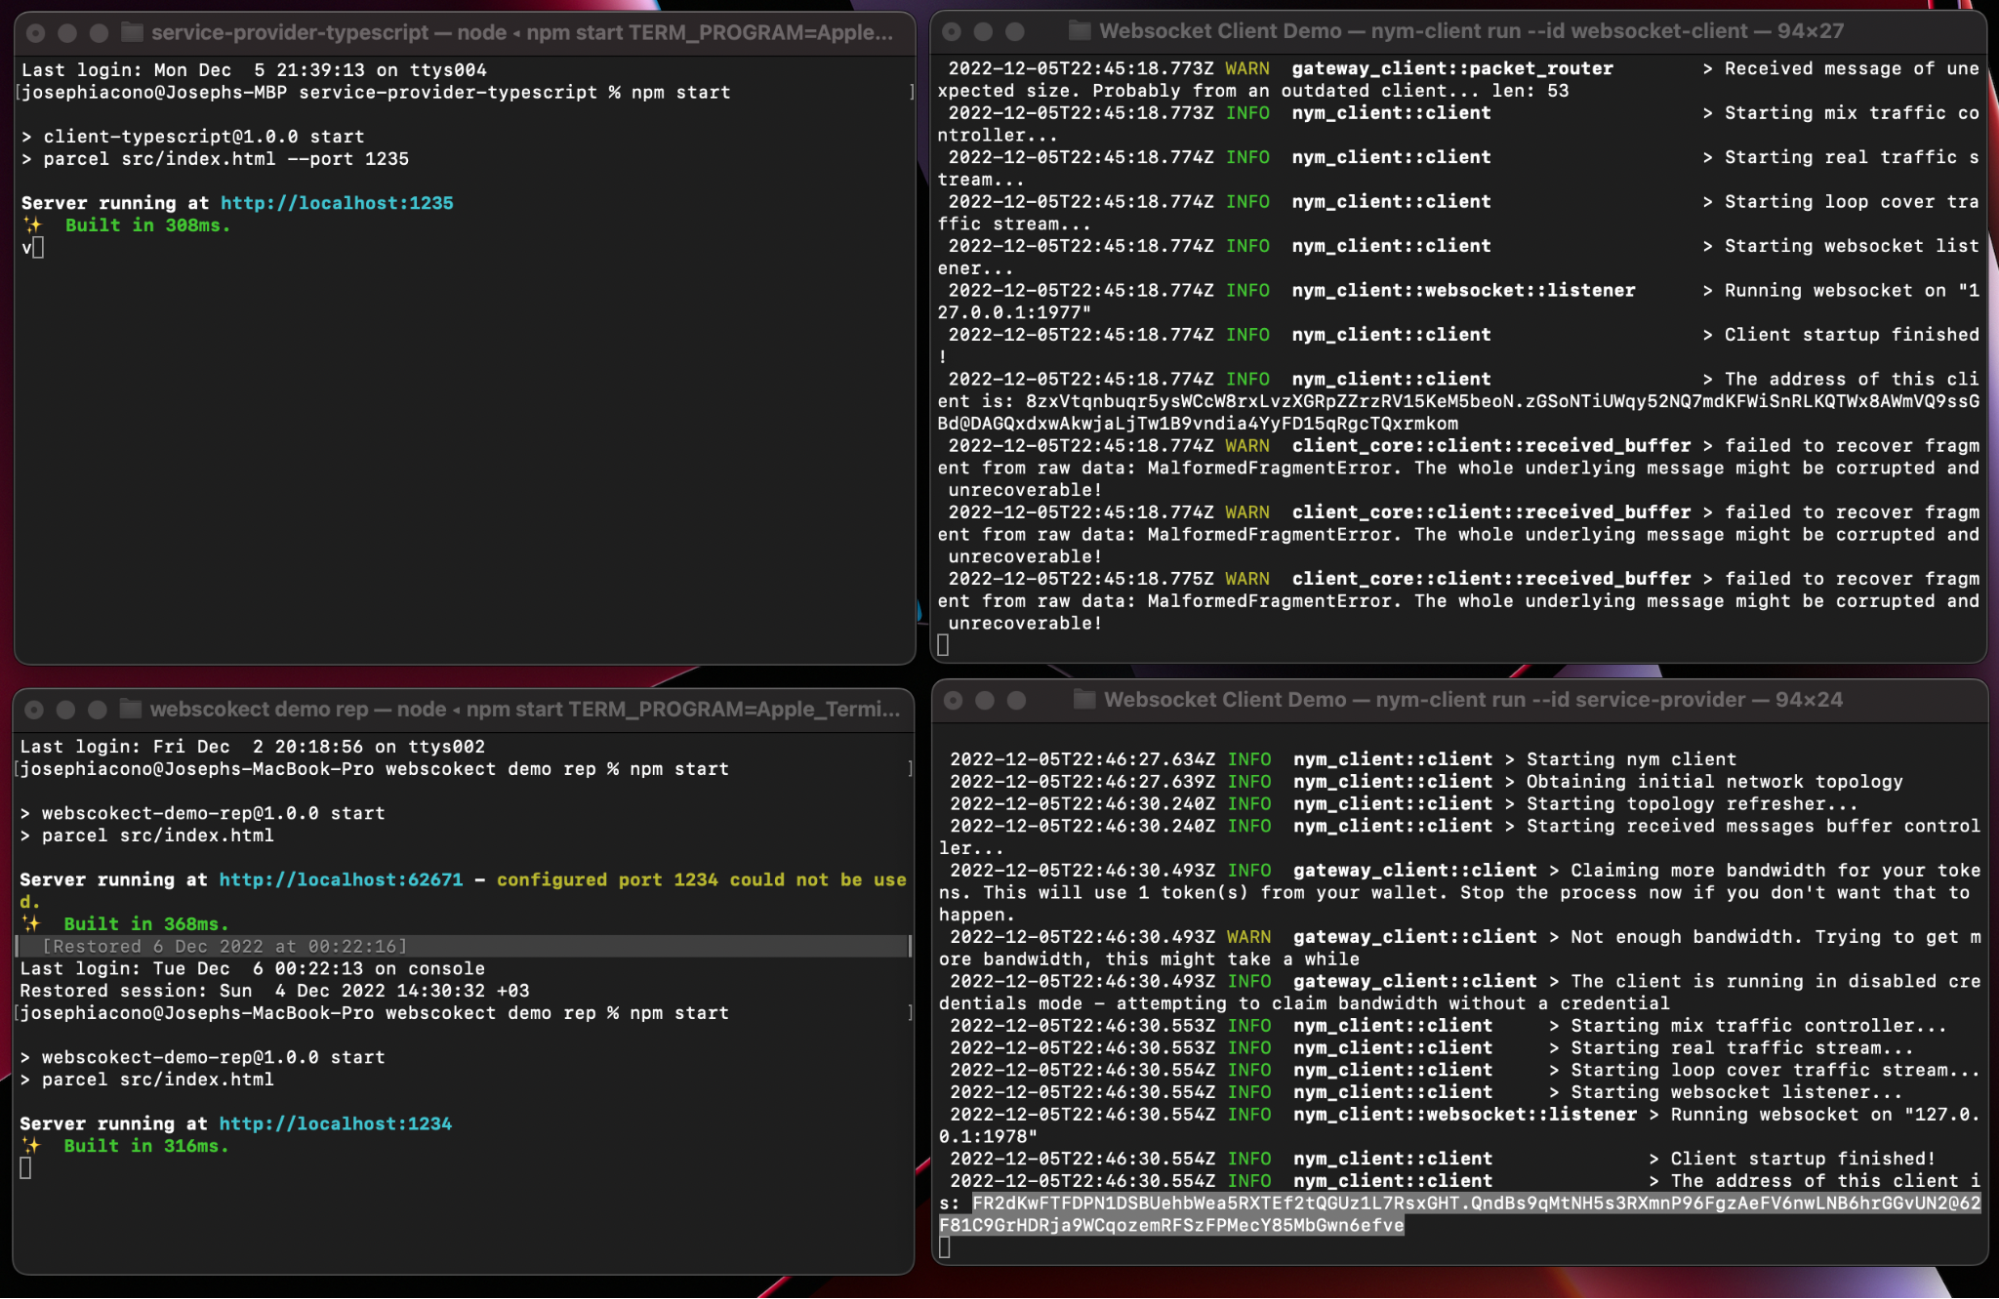 service-provider-typescript — node ◂ npm start TERM_PROGRAM=Apple...
Last login: Mon Dec  5 21:39:13 on ttys004
[josephiacono@Josephs-MBP service-provider-typescript % npm start ]
> client-typescript@1.0.0 start
> parcel src/index.html --port 1235
Server running at http://localhost:1235
✨ Built in 308ms.
v
Websocket Client Demo — nym-client run --id websocket-client — 94×27
2022-12-05T22:45:18.773Z WARN  gateway_client::packet_router        > Received message of une
xpected size. Probably from an outdated client... len: 53
2022-12-05T22:45:18.773Z INFO  nym_client::client                   > Starting mix traffic co
ntroller...
2022-12-05T22:45:18.774Z INFO  nym_client::client                   > Starting real traffic s
tream...
2022-12-05T22:45:18.774Z INFO  nym_client::client                   > Starting loop cover tra
ffic stream...
2022-12-05T22:45:18.774Z INFO  nym_client::client                   > Starting websocket list
ener...
2022-12-05T22:45:18.774Z INFO  nym_client::websocket::listener      > Running websocket on "1
27.0.0.1:1977"
2022-12-05T22:45:18.774Z INFO  nym_client::client                   > Client startup finished
!
2022-12-05T22:45:18.774Z INFO  nym_client::client                   > The address of this cli
ent is: 8zxVtqnbuqr5ysWCcW8rxLvzXGRpZZrzRV15KeM5beoN.zGSoNTiUWqy52NQ7mdKFWiSnRLKQTWx8AWmVQ9ssG
Bd@DAGQxdxwAkwjaLjTw1B9vndia4YyFD15qRgcTQxrmkom
2022-12-05T22:45:18.774Z WARN  client_core::client::received_buffer > failed to recover fragm
ent from raw data: MalformedFragmentError. The whole underlying message might be corrupted and
unrecoverable!
2022-12-05T22:45:18.774Z WARN  client_core::client::received_buffer > failed to recover fragm
ent from raw data: MalformedFragmentError. The whole underlying message might be corrupted and
unrecoverable!
2022-12-05T22:45:18.775Z WARN  client_core::client::received_buffer > failed to recover fragm
ent from raw data: MalformedFragmentError. The whole underlying message might be corrupted and
unrecoverable!
webscokect demo rep — node ◂ npm start TERM_PROGRAM=Apple_Termi...
Last login: Fri Dec  2 20:18:56 on ttys002
[josephiacono@Josephs-MacBook-Pro webscokect demo rep % npm start ]
> webscokect-demo-rep@1.0.0 start
> parcel src/index.html
Server running at http://localhost:62671 – configured port 1234 could not be use
d.
✨ Built in 368ms.
[Restored 6 Dec 2022 at 00:22:16]
Last login: Tue Dec  6 00:22:13 on console
Restored session: Sun  4 Dec 2022 14:30:32 +03
[josephiacono@Josephs-MacBook-Pro webscokect demo rep % npm start ]
> webscokect-demo-rep@1.0.0 start
> parcel src/index.html
Server running at http://localhost:1234
✨ Built in 316ms.
Websocket Client Demo — nym-client run --id service-provider — 94×24
2022-12-05T22:46:27.634Z INFO  nym_client::client > Starting nym client
2022-12-05T22:46:27.639Z INFO  nym_client::client > Obtaining initial network topology
2022-12-05T22:46:30.240Z INFO  nym_client::client > Starting topology refresher...
2022-12-05T22:46:30.240Z INFO  nym_client::client > Starting received messages buffer control
ler...
2022-12-05T22:46:30.493Z INFO  gateway_client::client > Claiming more bandwidth for your toke
ns. This will use 1 token(s) from your wallet. Stop the process now if you don't want that to
happen.
2022-12-05T22:46:30.493Z WARN  gateway_client::client > Not enough bandwidth. Trying to get m
ore bandwidth, this might take a while
2022-12-05T22:46:30.493Z INFO  gateway_client::client > The client is running in disabled cre
dentials mode – attempting to claim bandwidth without a credential
2022-12-05T22:46:30.553Z INFO  nym_client::client     > Starting mix traffic controller...
2022-12-05T22:46:30.553Z INFO  nym_client::client     > Starting real traffic stream...
2022-12-05T22:46:30.554Z INFO  nym_client::client     > Starting loop cover traffic stream...
2022-12-05T22:46:30.554Z INFO  nym_client::client     > Starting websocket listener...
2022-12-05T22:46:30.554Z INFO  nym_client::websocket::listener > Running websocket on "127.0.
0.1:1978"
2022-12-05T22:46:30.554Z INFO  nym_client::client              > Client startup finished!
2022-12-05T22:46:30.554Z INFO  nym_client::client              > The address of this client i
s: FR2dKwFTFDPN1DSBUehbWea5RXTEf2tQGUz1L7RsxGHT.QndBs9qMtNH5s3RXmnP96FgzAeFV6nwLNB6hrGGvUN2@62
F81C9GrHDRja9WCqozemRFSzFPMecY85MbGwn6efve